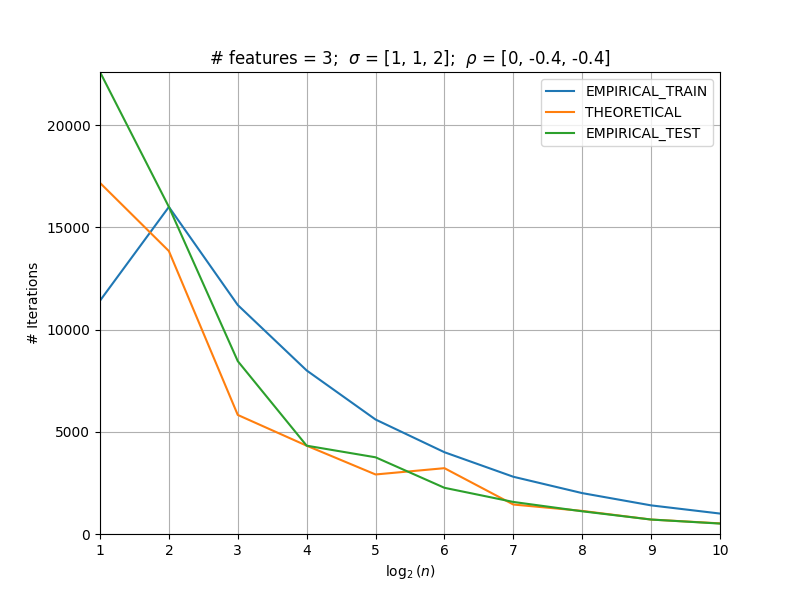 # features = 3; σ = [1, 1, 2]; ρ = [0, -0.4, -0.4]
EMPIRICAL_TRAIN
THEORETICAL
EMPIRICAL_TEST
20000
15000
10000
5000
0
# Iterations
1 2 3 4 5 6 7 8 9 10
log₂(n)